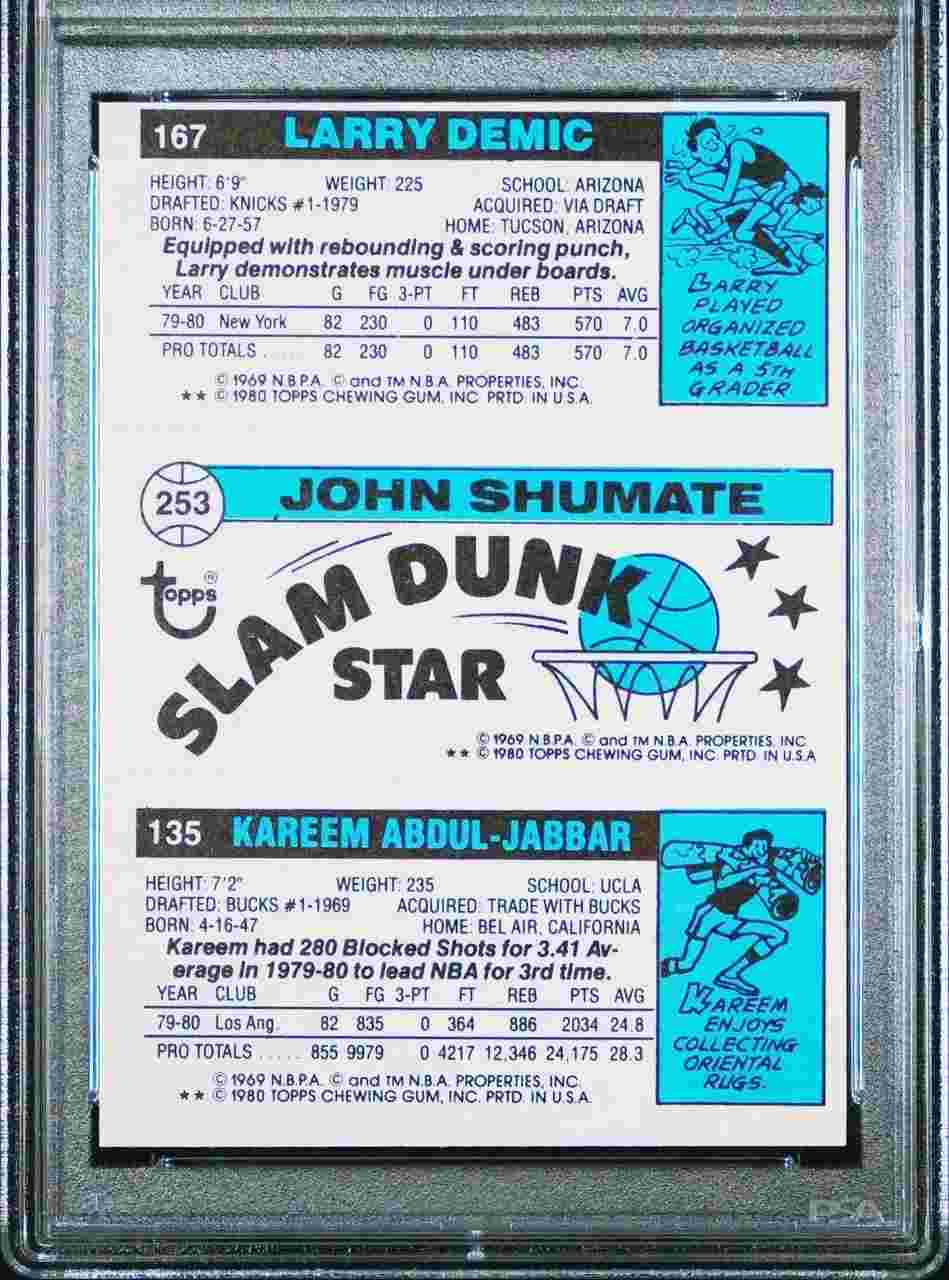 167 LARRY DEMIC
HEIGHT: 6'9" WEIGHT: 225 SCHOOL: ARIZONA
DRAFTED: KNICKS #1-1979 ACQUIRED: VIA DRAFT
BORN: 6-27-57 HOME: TUCSON, ARIZONA
Equipped with rebounding & scoring punch,
Larry demonstrates muscle under boards.
YEAR CLUB G FG 3-PT FT REB PTS AVG
79-80 New York 82 230 0 110 483 570 7.0
PRO TOTALS ..... 82 230 0 110 483 570 7.0
© 1969 N.B.P.A. © and TM N.B.A. PROPERTIES, INC.
** © 1980 TOPPS CHEWING GUM, INC. PRTD. IN U.S.A.
LARRY
PLAYED
ORGANIZED
BASKETBALL
AS A 5TH
GRADER
253 JOHN SHUMATE
topps®
SLAM DUNK
STAR
© 1969 N.B.P.A. © and TM N.B.A. PROPERTIES, INC.
** © 1980 TOPPS CHEWING GUM, INC. PRTD. IN U.S.A
135 KAREEM ABDUL-JABBAR
HEIGHT: 7'2" WEIGHT: 235 SCHOOL: UCLA
DRAFTED: BUCKS #1-1969 ACQUIRED: TRADE WITH BUCKS
BORN: 4-16-47 HOME: BEL AIR, CALIFORNIA
Kareem had 280 Blocked Shots for 3.41 Av-
erage in 1979-80 to lead NBA for 3rd time.
YEAR CLUB G FG 3-PT FT REB PTS AVG
79-80 Los Ang. 82 835 0 364 886 2034 24.8
PRO TOTALS ..... 855 9979 0 4217 12,346 24,175 28.3
© 1969 N.B.P.A. © and TM N.B.A. PROPERTIES, INC.
** © 1980 TOPPS CHEWING GUM, INC. PRTD. IN U.S.A.
KAREEM
ENJOYS
COLLECTING
ORIENTAL
RUGS.
PSA